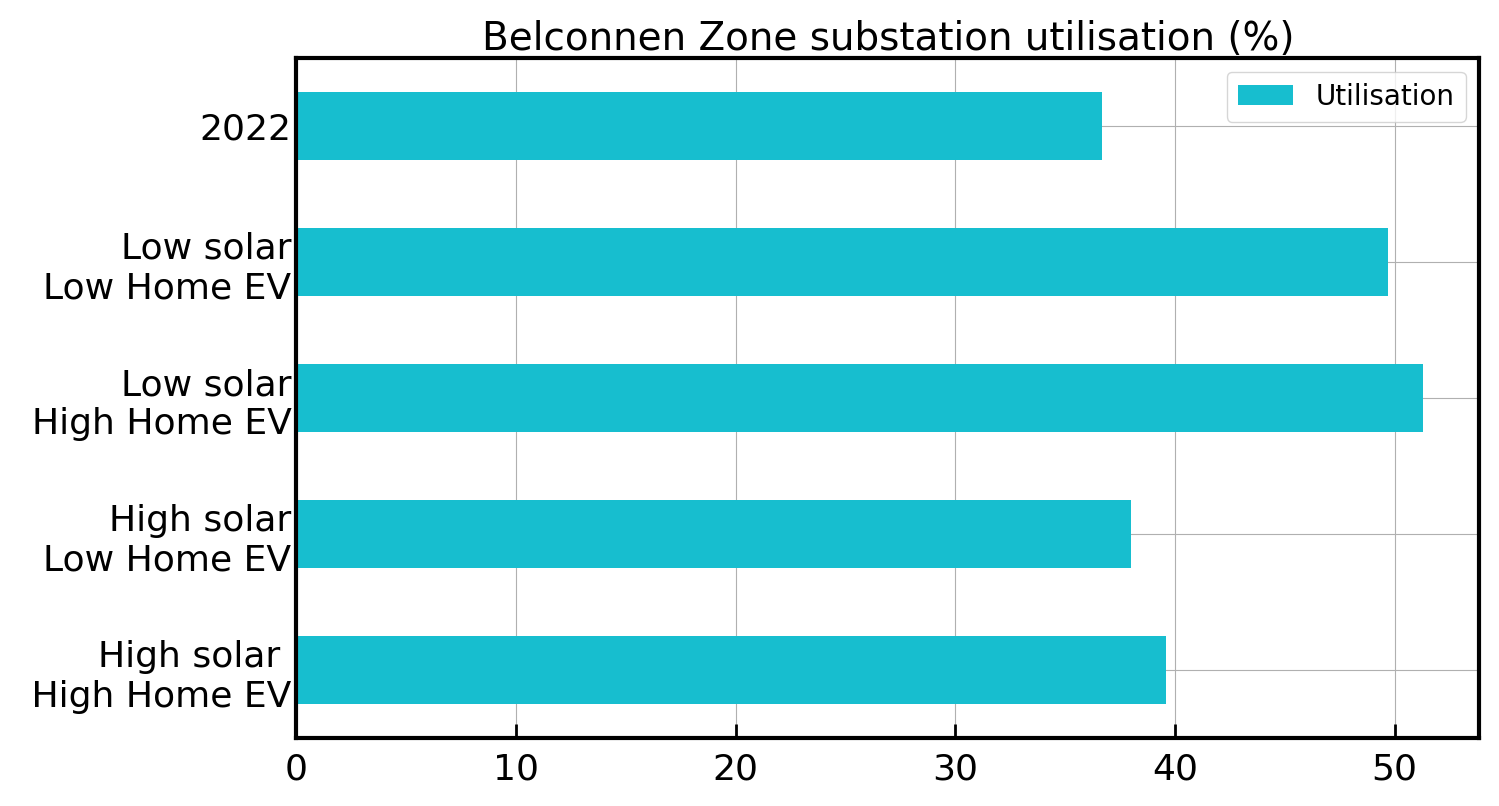 Belconnen Zone substation utilisation (%)
Utilisation
2022
Low solar
Low Home EV
Low solar
High Home EV
High solar
Low Home EV
High solar
High Home EV
0 10 20 30 40 50